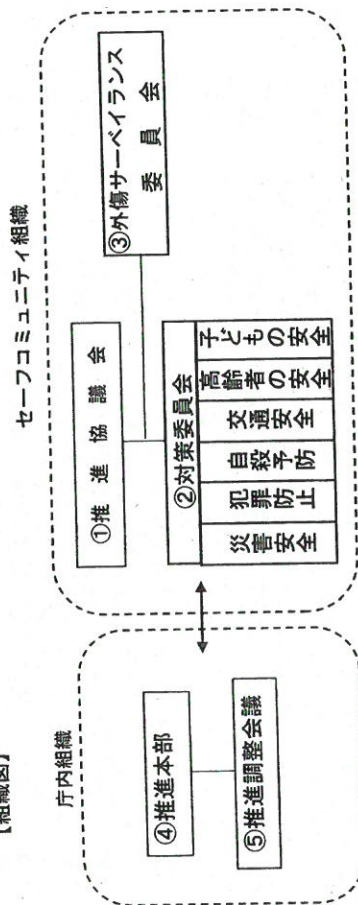 【組織図】
庁内組織
④推進本部
⑤推進調整会議
セーフコミュニティ組織
①推進協議会
②対策委員会
災害安全
犯罪防止
自殺予防
交通安全
高齢者の安全
子どもの安全
③外傷サーベイランス
委員会